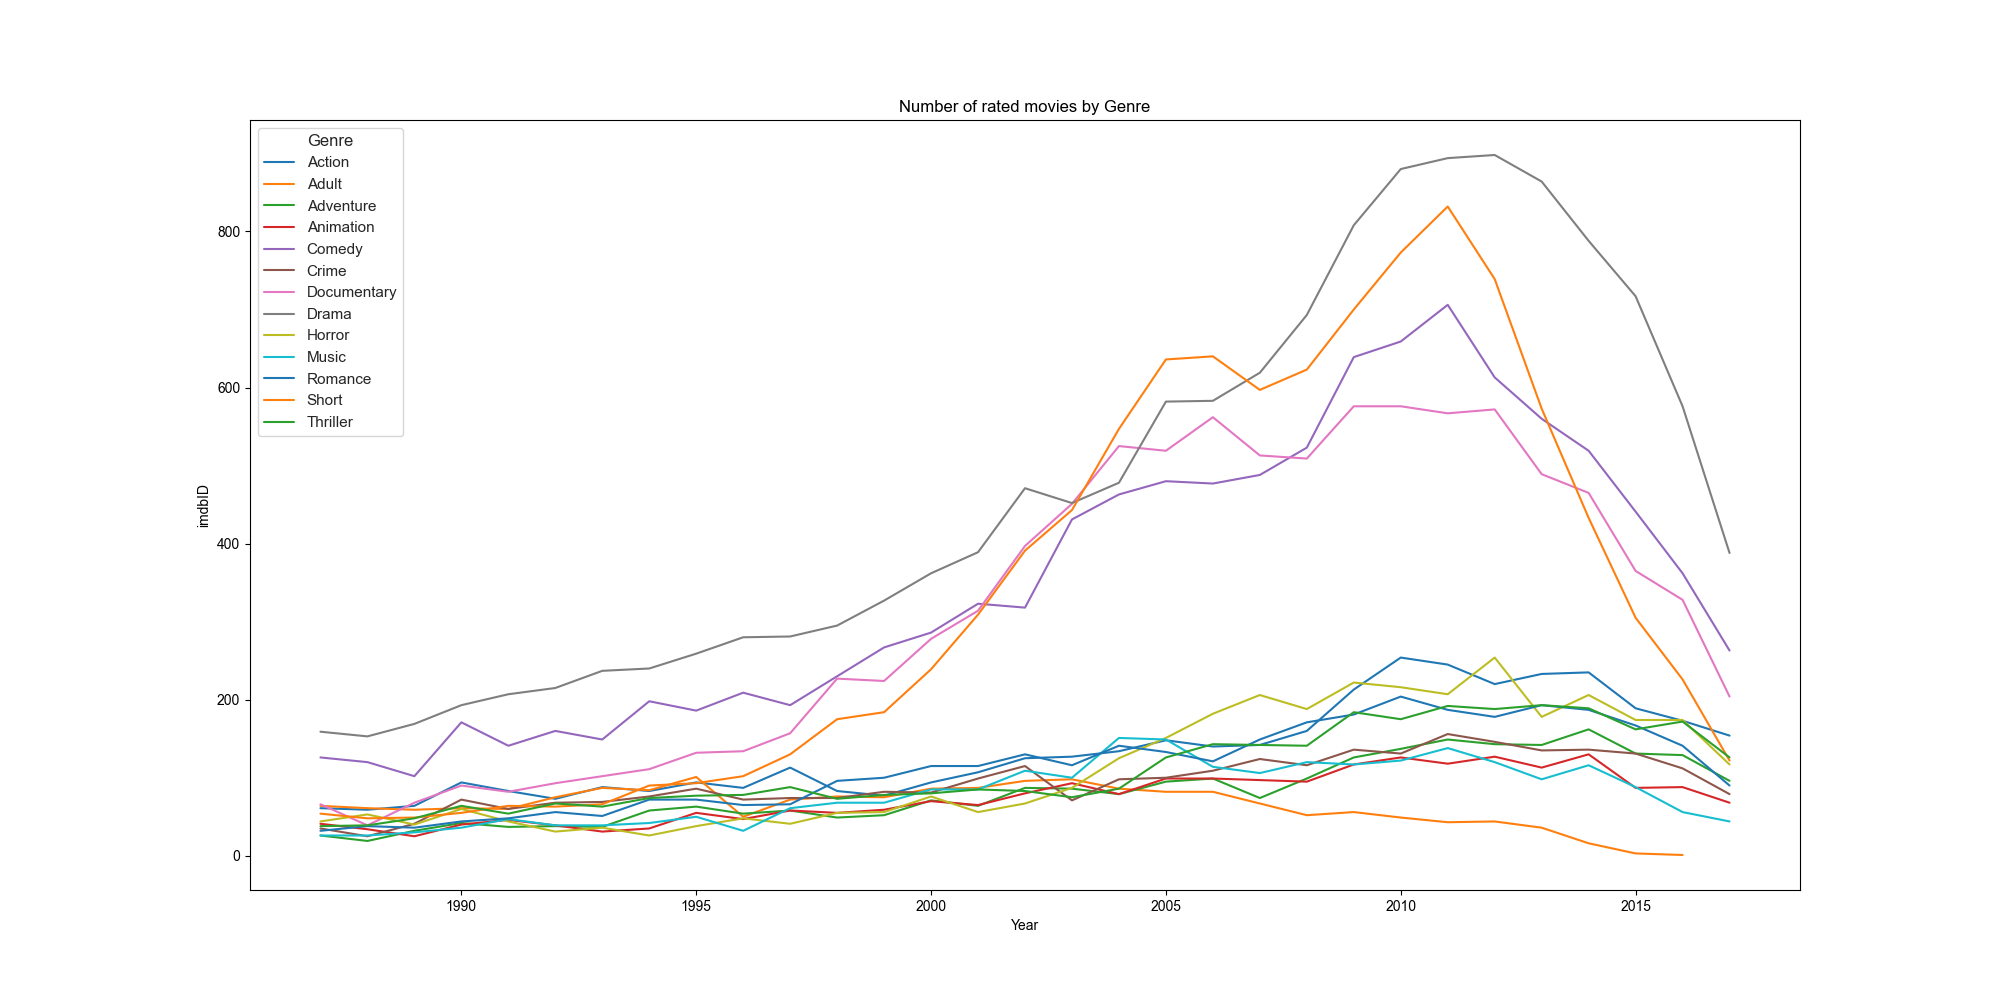 Number of rated movies by Genre
Genre
Action
Adult
Adventure
Animation
Comedy
Crime
Documentary
Drama
Horror
Music
Romance
Short
Thriller
800
600
400
200
0
imdbID
1990 1995 2000 2005 2010 2015
Year